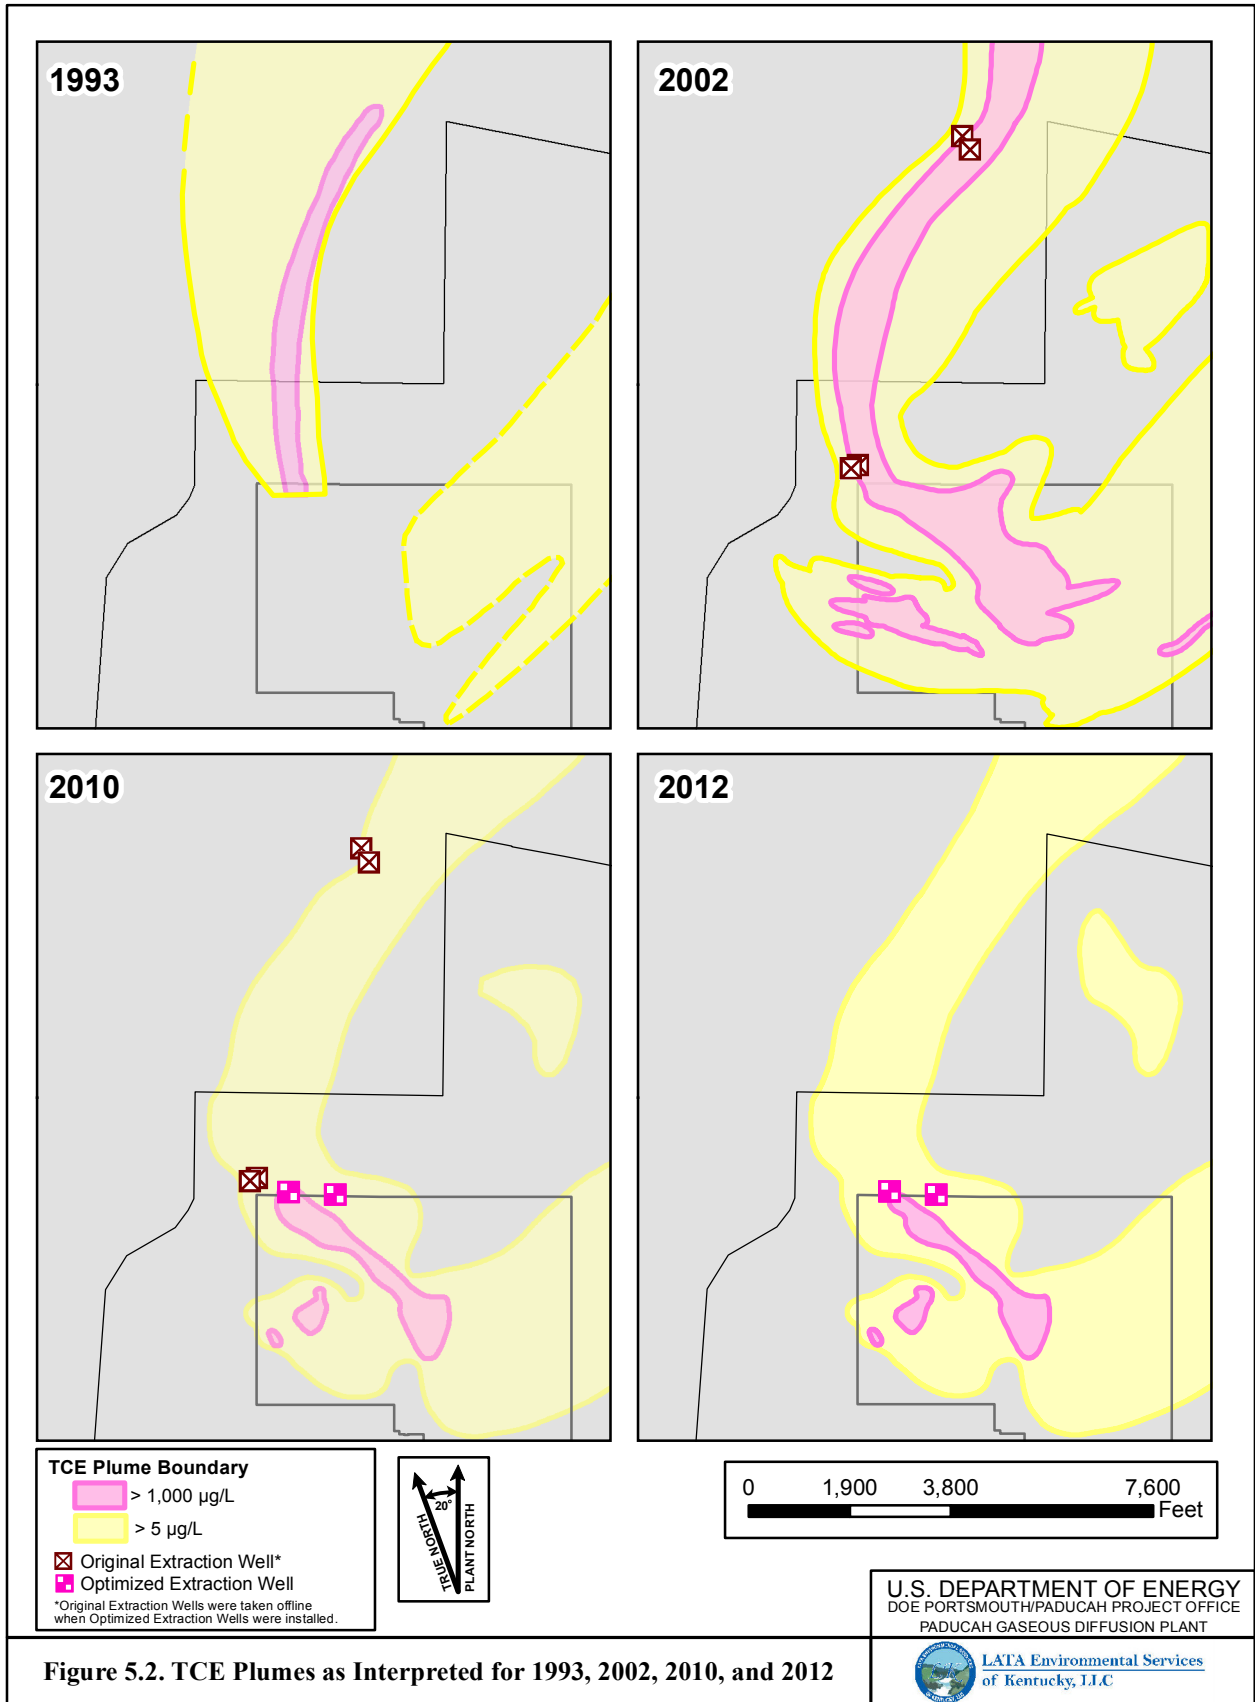 1993
2002
2010
2012
TCE Plume Boundary
> 1,000 µg/L
> 5 µg/L
Original Extraction Well*
Optimized Extraction Well
*Original Extraction Wells were taken offline
when Optimized Extraction Wells were installed.
20°
TRUE NORTH
PLANT NORTH
0 1,900 3,800 7,600
Feet
U.S. DEPARTMENT OF ENERGY
DOE PORTSMOUTH/PADUCAH PROJECT OFFICE
PADUCAH GASEOUS DIFFUSION PLANT
Figure 5.2. TCE Plumes as Interpreted for 1993, 2002, 2010, and 2012
LATA Environmental Services
of Kentucky, LLC